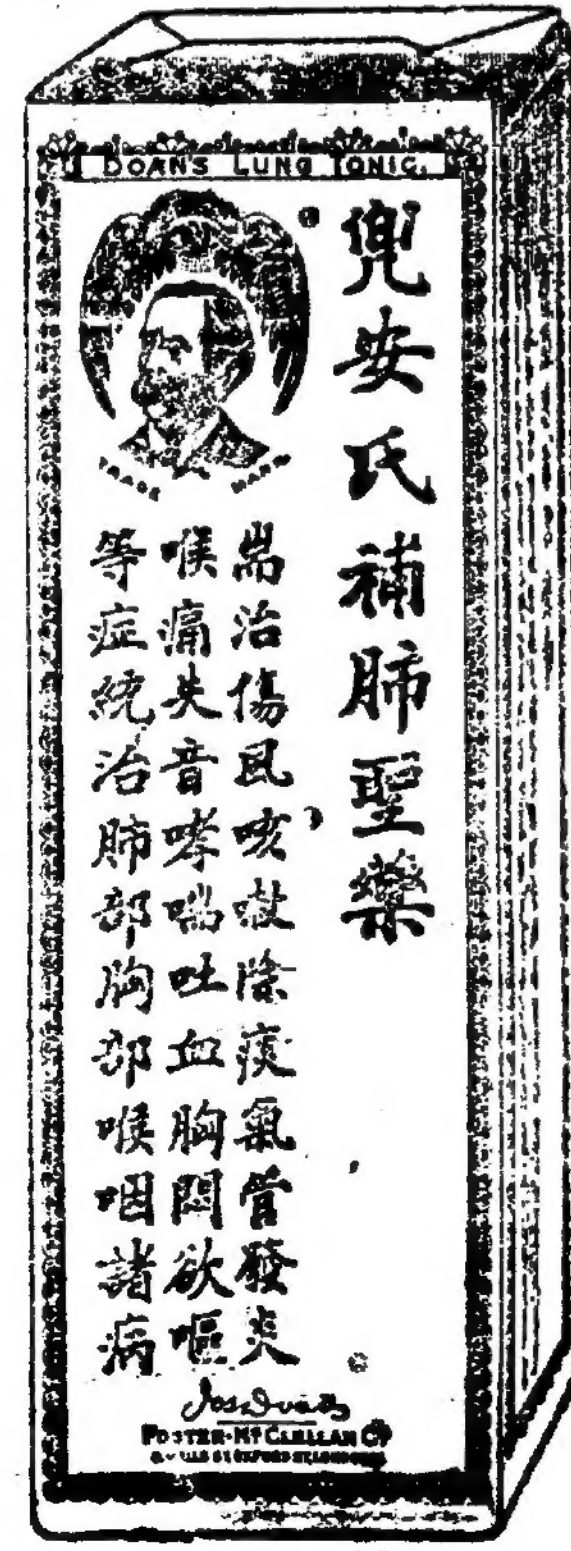 DOAN'S LUNG TONIC.
兜安氏補肺聖藥
TRADE MARK
耑治傷風咳嗽除痰氣管發炎
喉痛失音哮喘吐血胸悶欲嘔
等症統治肺部胸部喉咽諸病
FOSTER-McCLELLAN Co